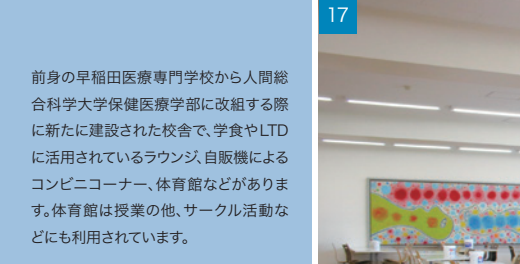 前身の早稲田医療専門学校から人間総
合科学大学保健医療学部に改組する際
に新たに建設された校舎で、学食やLTD
に活用されているラウンジ、自販機による
コンビニコーナー、体育館などがありま
す。体育館は授業の他、サークル活動な
どにも利用されています。
17